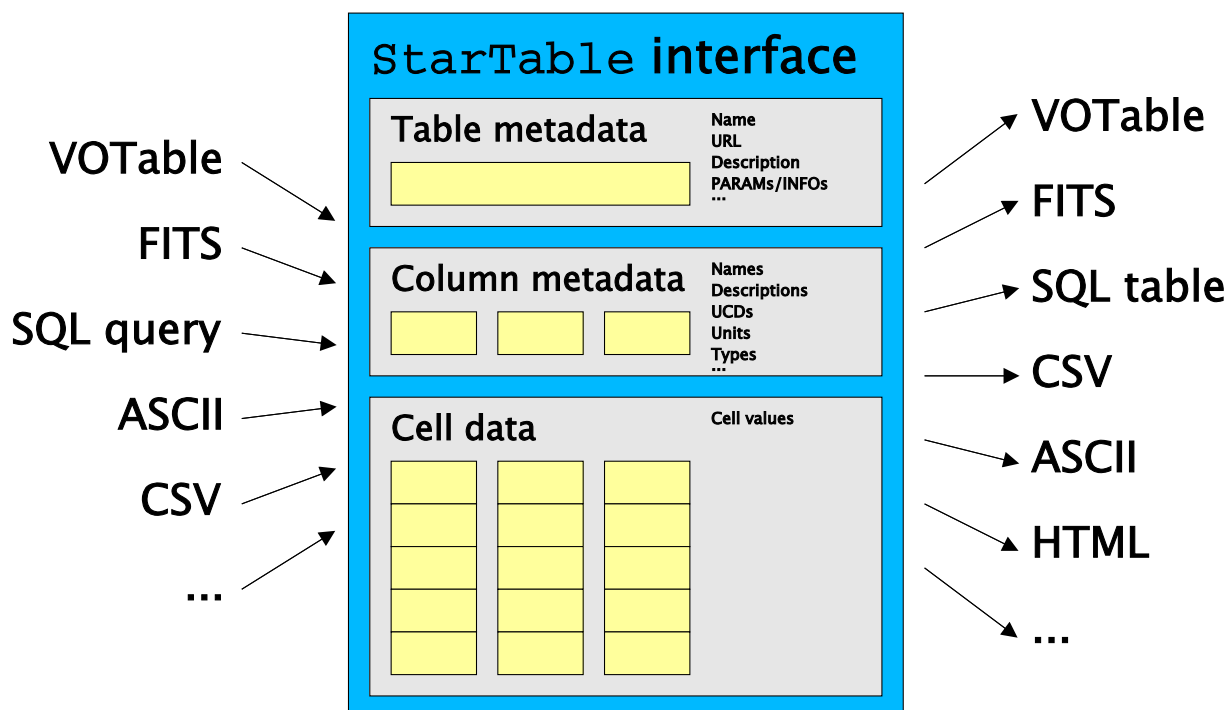 StarTable interface
VOTable
FITS
SQL query
ASCII
CSV
...
Table metadata
Name
URL
Description
PARAMs/INFOs
...
Column metadata
Names
Descriptions
UCDs
Units
Types
...
Cell data
Cell values
VOTable
FITS
SQL table
CSV
ASCII
HTML
...